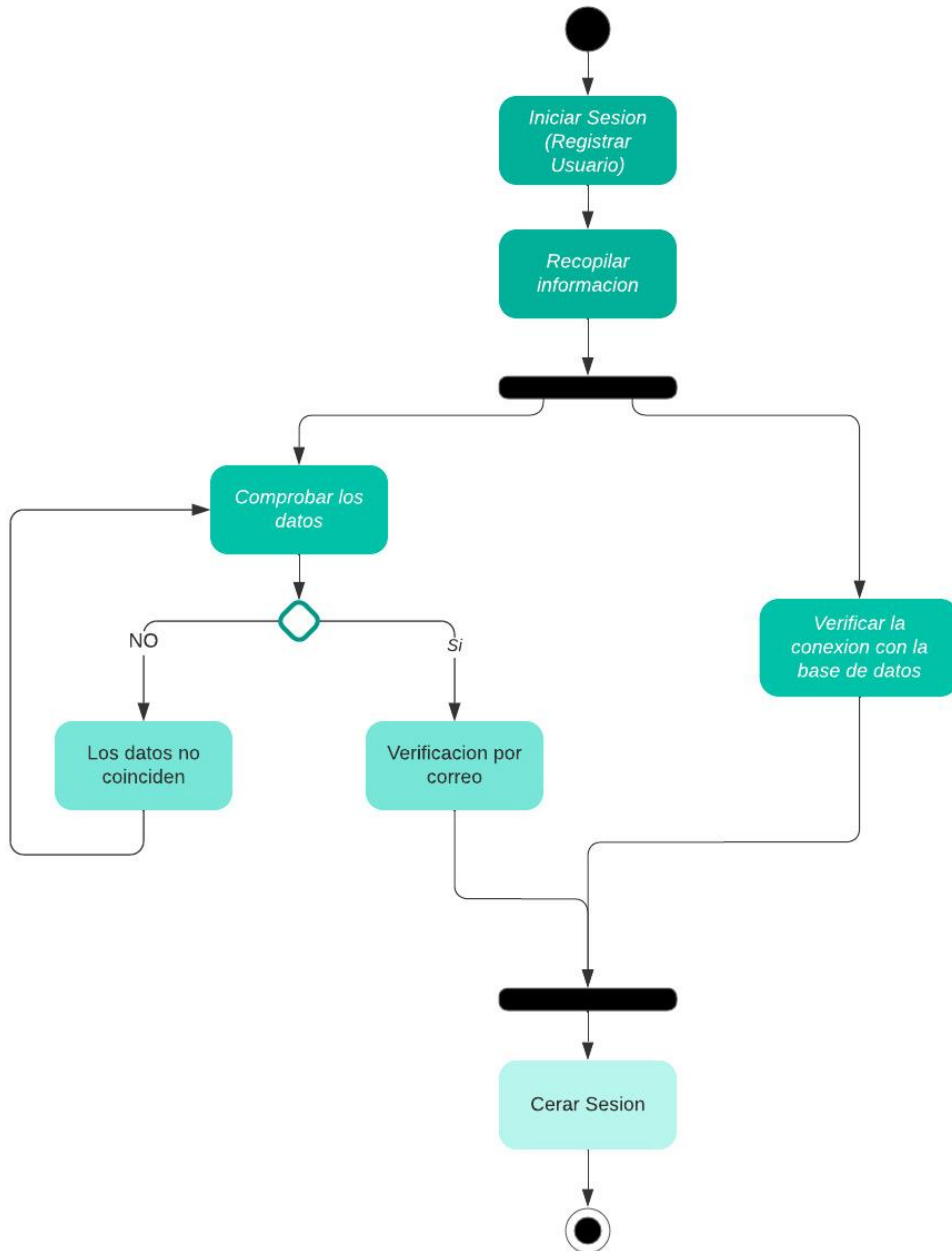 Iniciar Sesion
(Registrar
Usuario)
Recopilar
informacion
Comprobar los
datos
NO
Si
Verificar la
conexion con la
base de datos
Los datos no
coinciden
Verificacion por
correo
Cerar Sesion